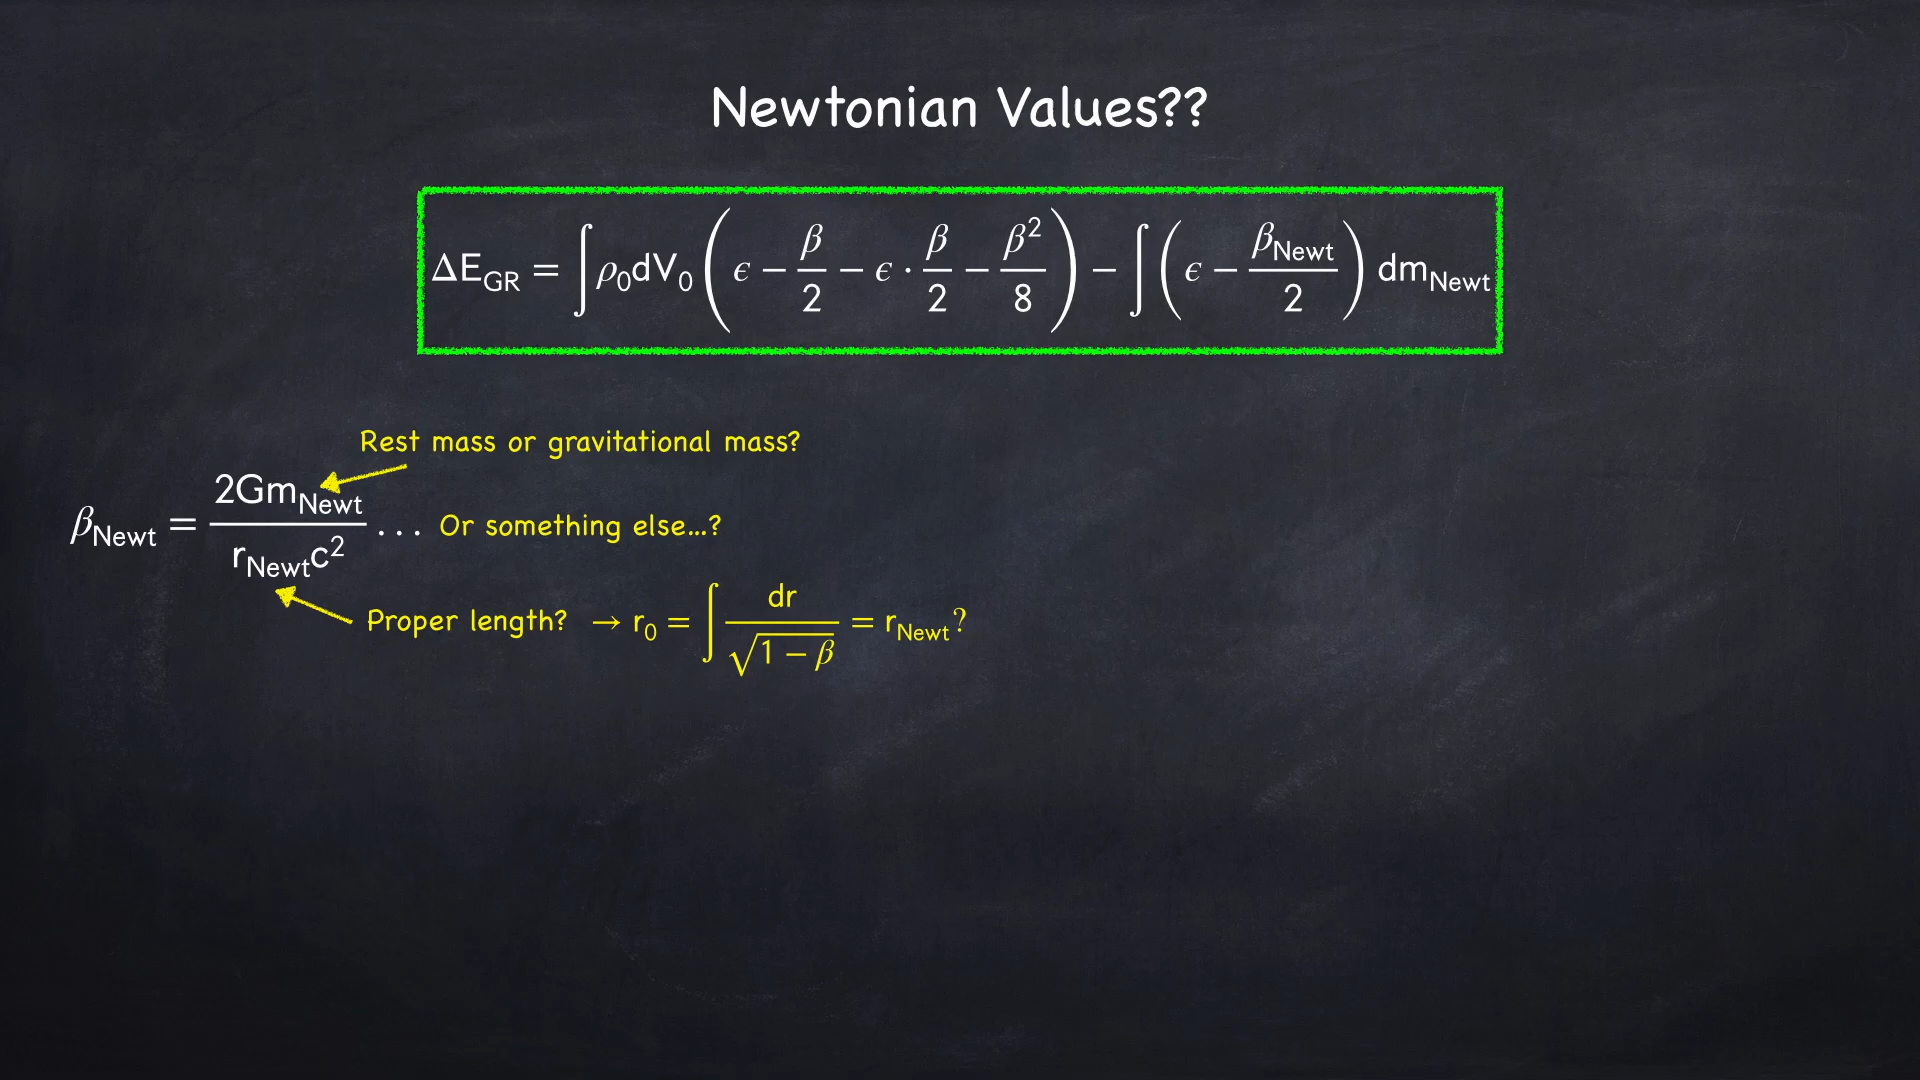 Newtonian Values??
ΔE_GR = ∫ρ₀dV₀ (ϵ − β/2 − ϵ · β/2 − β²/8) − ∫(ϵ − β_Newt/2) dm_Newt
Rest mass or gravitational mass?
β_Newt = 2Gm_Newt / r_Newt c² ... Or something else...?
Proper length? → r₀ = ∫ dr/√(1 − β) = r_Newt?